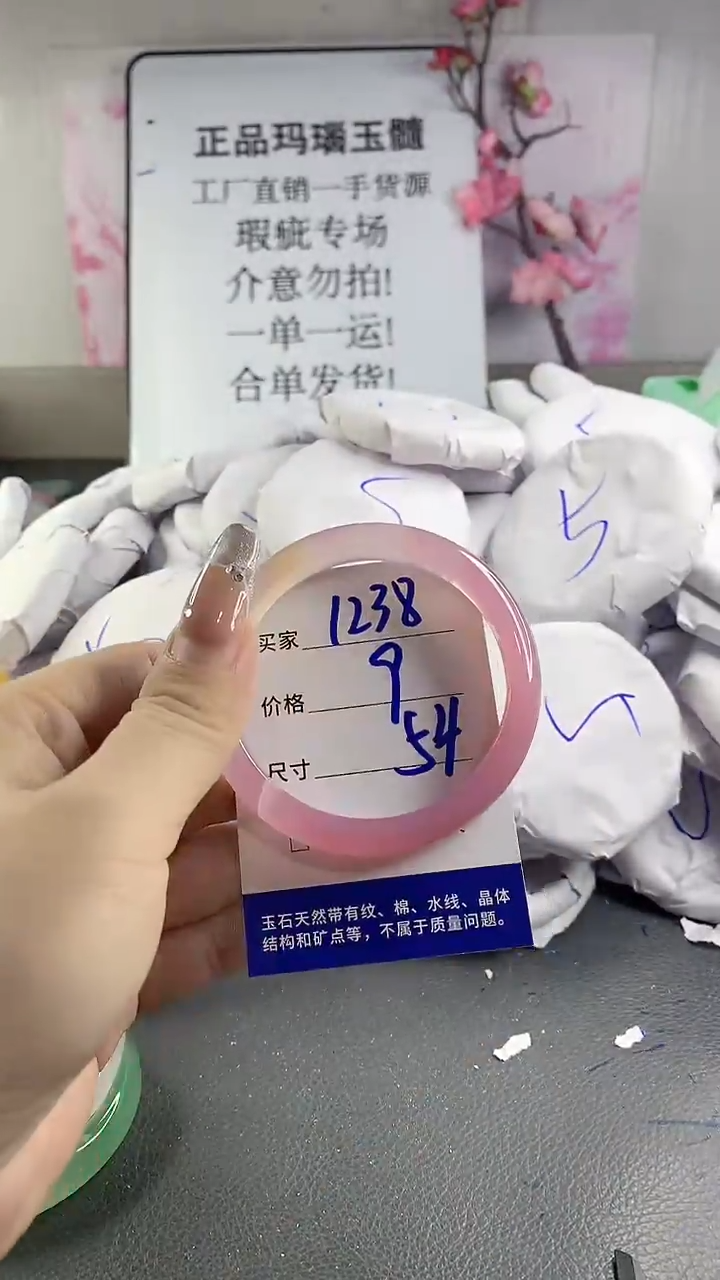 正品玛瑙玉髓
工厂直销一手货源
瑕疵专场
介意勿拍!
一单一运!
合单发货!
5
5
买家 1238
价格 9
尺寸 54
玉石天然带有纹、棉、水线、晶体
结构和矿点等，不属于质量问题。